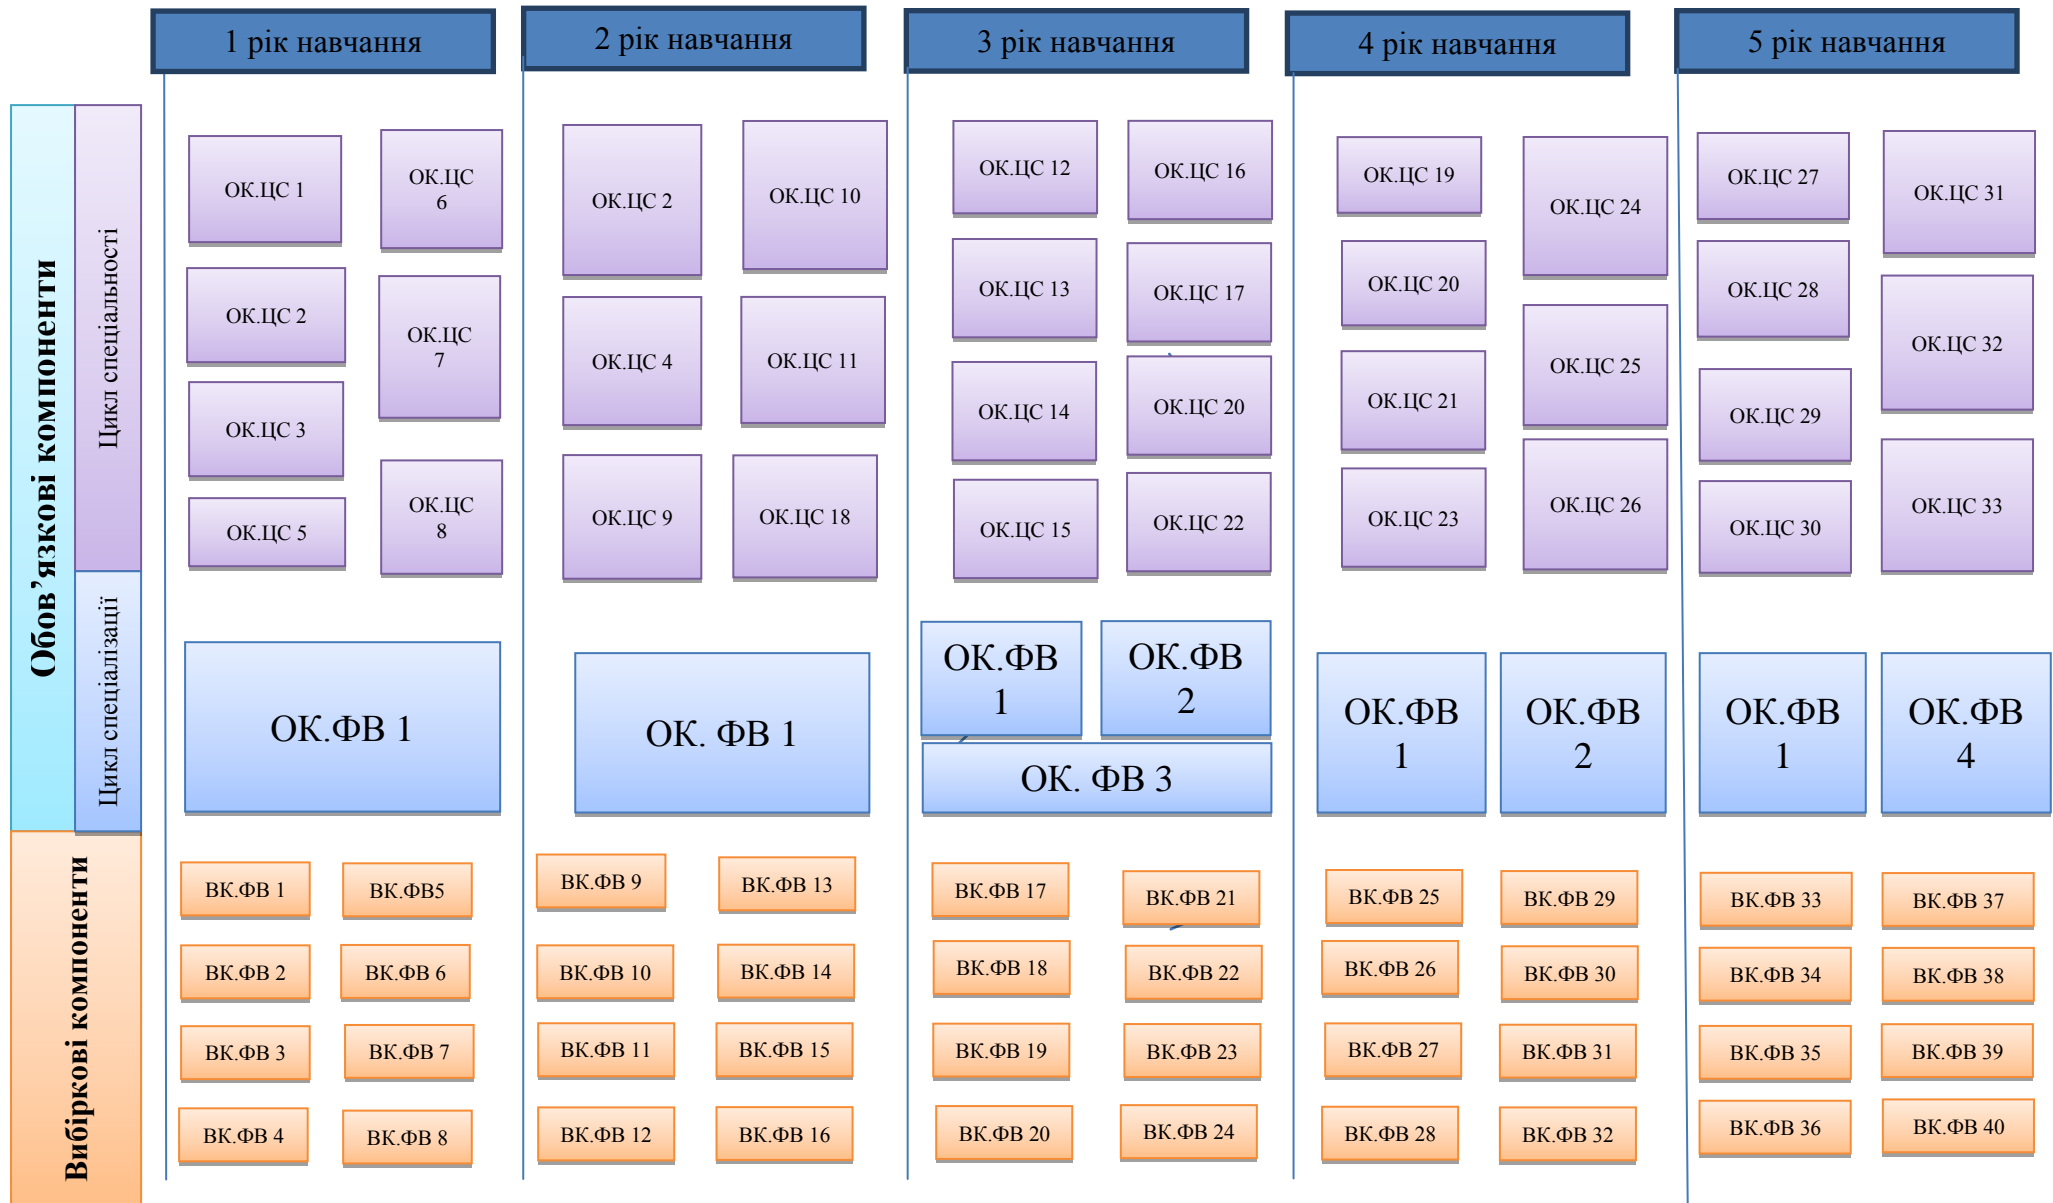 1 рік навчання
2 рік навчання
3 рік навчання
4 рік навчання
5 рік навчання
Обов’язкові компоненти
Цикл спеціальності
ОК.ЦС 1
ОК.ЦС 2
ОК.ЦС 3
ОК.ЦС 5
ОК.ЦС
6
ОК.ЦС
7
ОК.ЦС
8
ОК.ЦС 2
ОК.ЦС 4
ОК.ЦС 9
ОК.ЦС 10
ОК.ЦС 11
ОК.ЦС 18
ОК.ЦС 12
ОК.ЦС 13
ОК.ЦС 14
ОК.ЦС 15
ОК.ЦС 16
ОК.ЦС 17
ОК.ЦС 20
ОК.ЦС 22
ОК.ЦС 19
ОК.ЦС 20
ОК.ЦС 21
ОК.ЦС 23
ОК.ЦС 24
ОК.ЦС 25
ОК.ЦС 26
ОК.ЦС 27
ОК.ЦС 28
ОК.ЦС 29
ОК.ЦС 30
ОК.ЦС 31
ОК.ЦС 32
ОК.ЦС 33
Цикл спеціалізації
ОК.ФВ 1
ОК. ФВ 1
ОК.ФВ
1
ОК.ФВ
2
ОК. ФВ 3
ОК.ФВ
1
ОК.ФВ
2
ОК.ФВ
1
ОК.ФВ
4
Вибіркові компоненти
ВК.ФВ 1
ВК.ФВ 2
ВК.ФВ 3
ВК.ФВ 4
ВК.ФВ5
ВК.ФВ 6
ВК.ФВ 7
ВК.ФВ 8
ВК.ФВ 9
ВК.ФВ 10
ВК.ФВ 11
ВК.ФВ 12
ВК.ФВ 13
ВК.ФВ 14
ВК.ФВ 15
ВК.ФВ 16
ВК.ФВ 17
ВК.ФВ 18
ВК.ФВ 19
ВК.ФВ 20
ВК.ФВ 21
ВК.ФВ 22
ВК.ФВ 23
ВК.ФВ 24
ВК.ФВ 25
ВК.ФВ 26
ВК.ФВ 27
ВК.ФВ 28
ВК.ФВ 29
ВК.ФВ 30
ВК.ФВ 31
ВК.ФВ 32
ВК.ФВ 33
ВК.ФВ 34
ВК.ФВ 35
ВК.ФВ 36
ВК.ФВ 37
ВК.ФВ 38
ВК.ФВ 39
ВК.ФВ 40